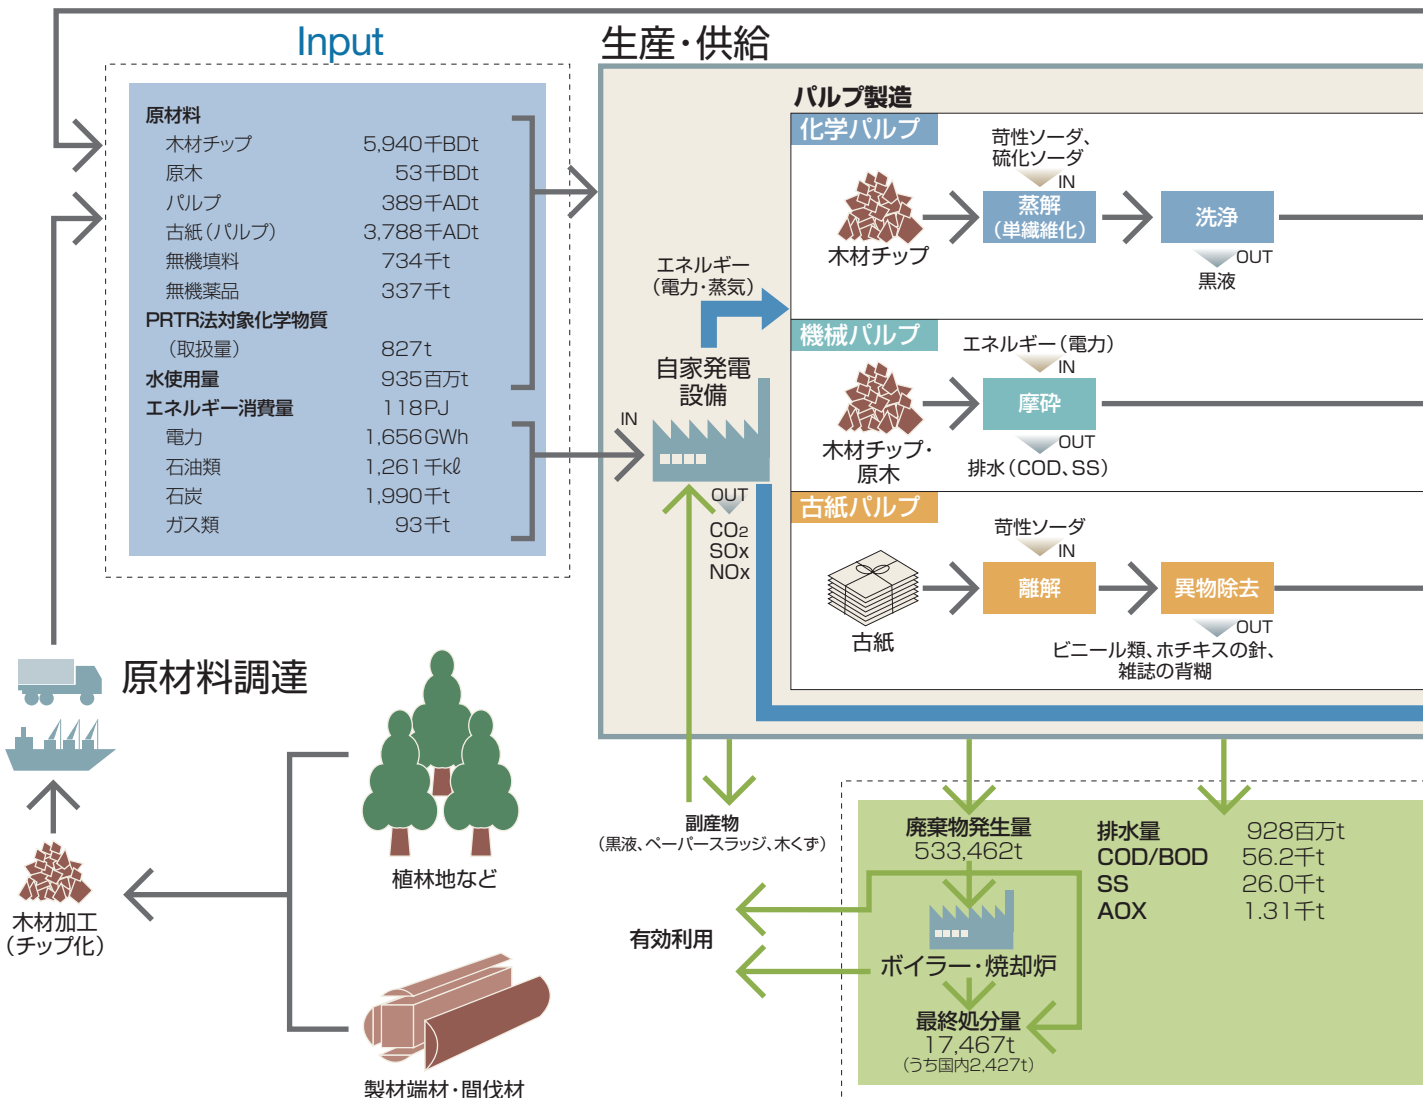 Input
原材料
木材チップ 5,940千BDt
原木 53千BDt
パルプ 389千ADt
古紙(パルプ) 3,788千ADt
無機填料 734千t
無機薬品 337千t
PRTR法対象化学物質
(取扱量) 827t
水使用量 935百万t
エネルギー消費量 118PJ
電力 1,656GWh
石油類 1,261千kℓ
石炭 1,990千t
ガス類 93千t
生産・供給
IN
エネルギー
(電力・蒸気)
自家発電
設備
OUT
CO2
SOx
NOx
パルプ製造
化学パルプ
木材チップ
苛性ソーダ、
硫化ソーダ
IN
蒸解
(単繊維化)
洗浄
OUT
黒液
機械パルプ
木材チップ・
原木
エネルギー(電力)
IN
摩砕
OUT
排水(COD、SS)
古紙パルプ
古紙
苛性ソーダ
IN
離解
異物除去
OUT
ビニール類、ホチキスの針、
雑誌の背糊
原材料調達
植林地など
木材加工
(チップ化)
製材端材・間伐材
副産物
(黒液、ペーパースラッジ、木くず)
有効利用
廃棄物発生量
533,462t
ボイラー・焼却炉
最終処分量
17,467t
(うち国内2,427t)
排水量 928百万t
COD/BOD 56.2千t
SS 26.0千t
AOX 1.31千t